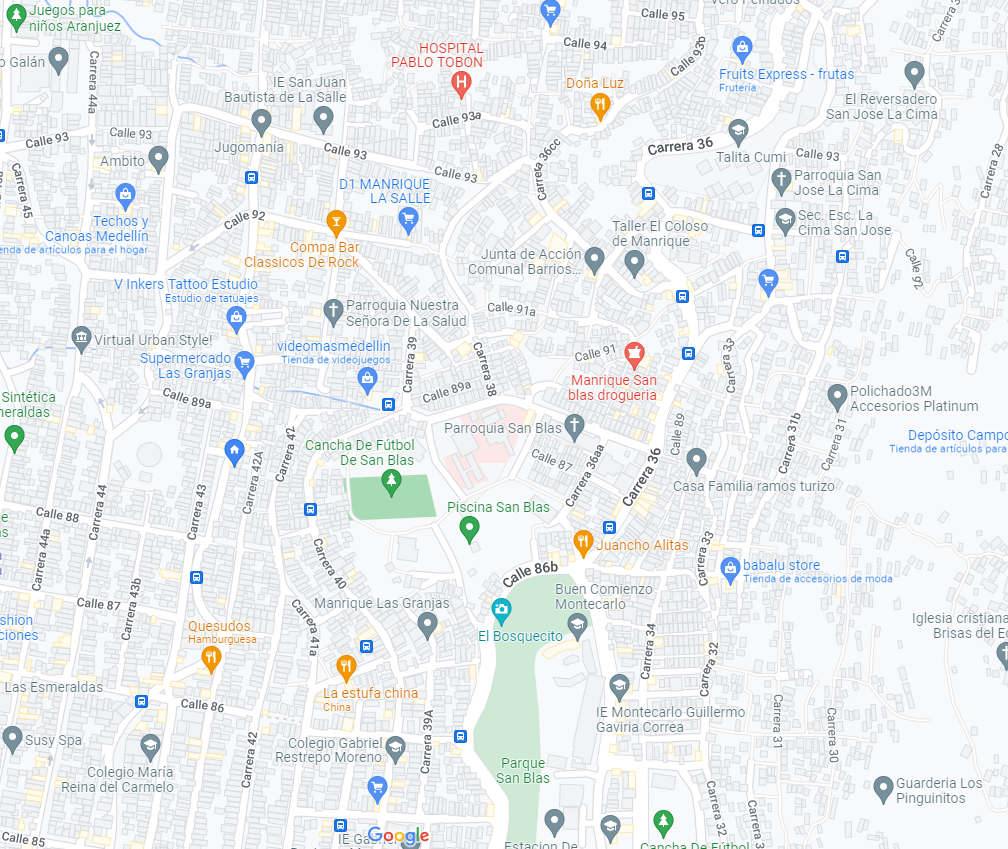 Juegos para
niños Aranjuez
Galán
Calle 95
Calle 94
HOSPITAL
PABLO TOBON
Carrera 93b
Fruits Express - frutas
Frutería
Doña Luz
IE San Juan
Bautista de La Salle
Jugomanía
El Reversadero
San Jose La Cima
Carrera 44a
Calle 93a
Calle 93
Calle 93
Calle 93
Calle 93
Calle 93
Carrera 36cc
Carrera 36
Talita Cumi
Carrera 28
Ambito
Carrera 45
Parroquia San
Jose La Cima
D1 MANRIQUE
LA SALLE
Techos y
Canoas Medellín
enda de artículos para el hogar
Calle 92
Compa Bar
Classicos De Rock
Taller El Coloso
de Manrique
Sec. Esc. La
Cima San Jose
Junta de Acción
Comunal Barrios...
Calle 92
V Inkers Tattoo Estudio
Estudio de tatuajes
Parroquia Nuestra
Señora De La Salud
Calle 91a
Virtual Urban Style!
Supermercado
Las Granjas
videomasmedellin
Tienda de videojuegos
Carrera 39
Carrera 38
Calle 91
Carrera 33
Manrique San
blas drogueria
Calle 89a
Calle 89a
Sintética
Polichado3M
Accesorios Platinum
Parroquia San Blas
Calle 89
Carrera 31b
Carrera 31
Depósito Campo
Tienda de artículos para
Cancha De Fútbol
De San Blas
Carrera 42
Carrera 42A
Calle 87
Carrera 36aa
Carrera 36
Casa Familia ramos turizo
Carrera 44
Carrera 43
Calle 88
Piscina San Blas
Carrera 44a
Juancho Alitas
Carrera 33
Carrera 40
Calle 86b
babalu store
Tienda de accesorios de moda
Carrera 43b
Calle 87
Manrique Las Granjas
Buen Comienzo
Montecarlo
El Bosquecito
Quesudos
Hamburguesa
Carrera 41a
Carrera 34
Carrera 32
Iglesia cristiana
Las Esmeraldas
La estufa china
China
Calle 86
IE Montecarlo Guillermo
Gaviria Correa
Carrera 31
Carrera 30
Susy Spa
Colegio María
Reina del Carmelo
Carrera 42
Colegio Gabriel
Restrepo Moreno
Carrera 39A
Parque
San Blas
Guarderia Los
Pinguinitos
Carrera 32
Calle 85
Google
Estacion De
Cancha De Fútbol